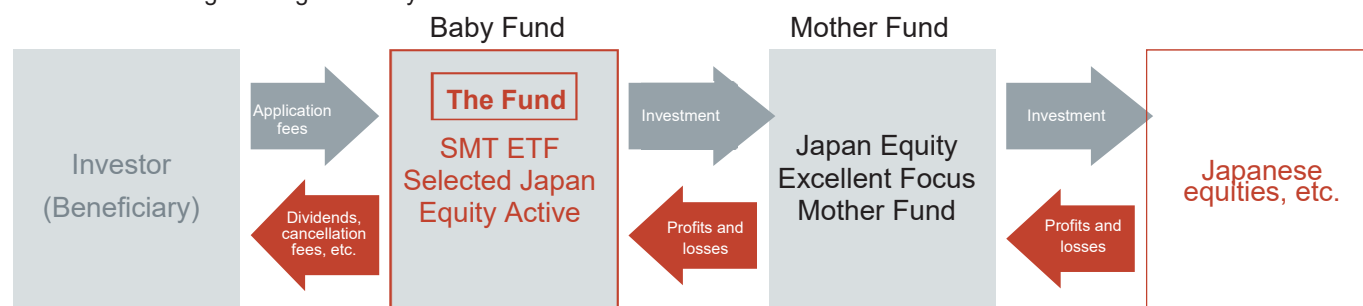 Baby Fund
Mother Fund
Investor
(Beneficiary)
Application
fees
Dividends,
cancellation
fees, etc.
The Fund
SMT ETF
Selected Japan
Equity Active
Investment
Profits and
losses
Japan Equity
Excellent Focus
Mother Fund
Investment
Profits and
losses
Japanese
equities, etc.